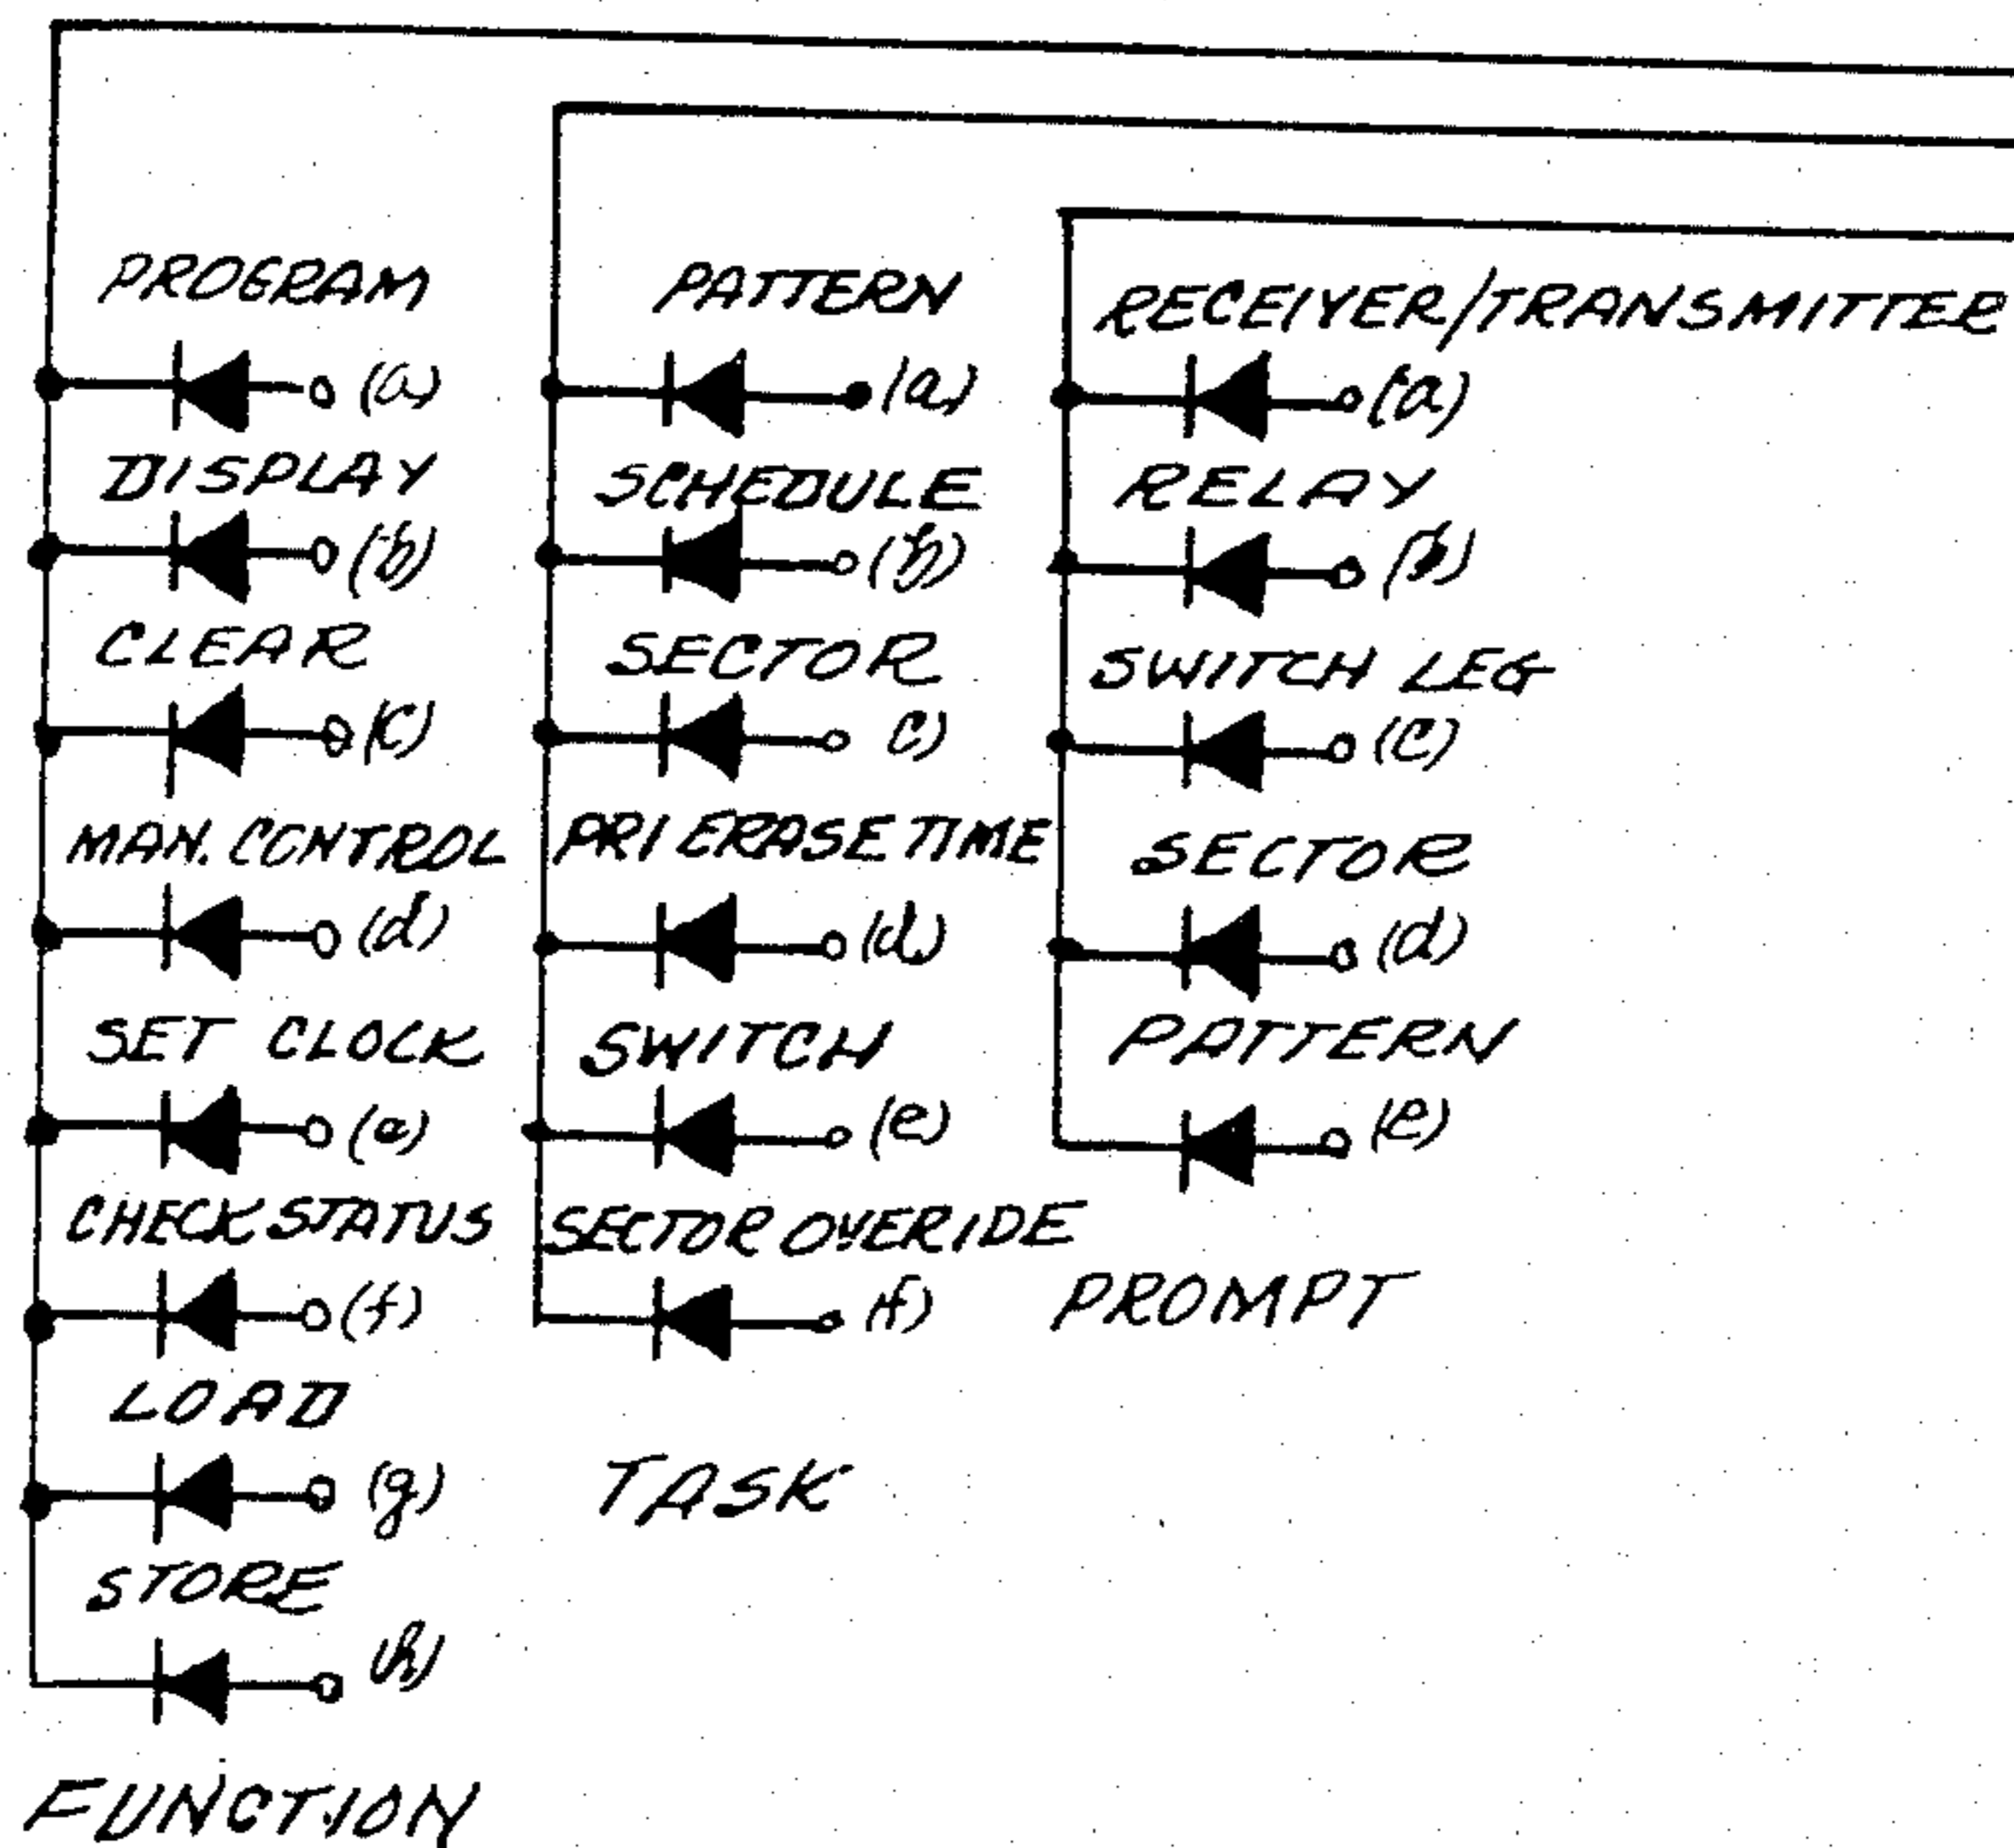 PROGRAM
(a)
DISPLAY
(b)
CLEAR
(c)
MAN. CONTROL
(d)
SET CLOCK
(e)
CHECK STATUS
(f)
LOAD
(g)
STORE
(h)
FUNCTION
PATTERN
(a)
SCHEDULE
(b)
SECTOR
c)
PRI ERASE TIME
(d)
SWITCH
(e)
SECTOR OVERIDE
(f)
TASK
RECEIVER/TRANSMITTER
(a)
RELAY
(b)
SWITCH LEG
(c)
SECTOR
(d)
PATTERN
(e)
PROMPT